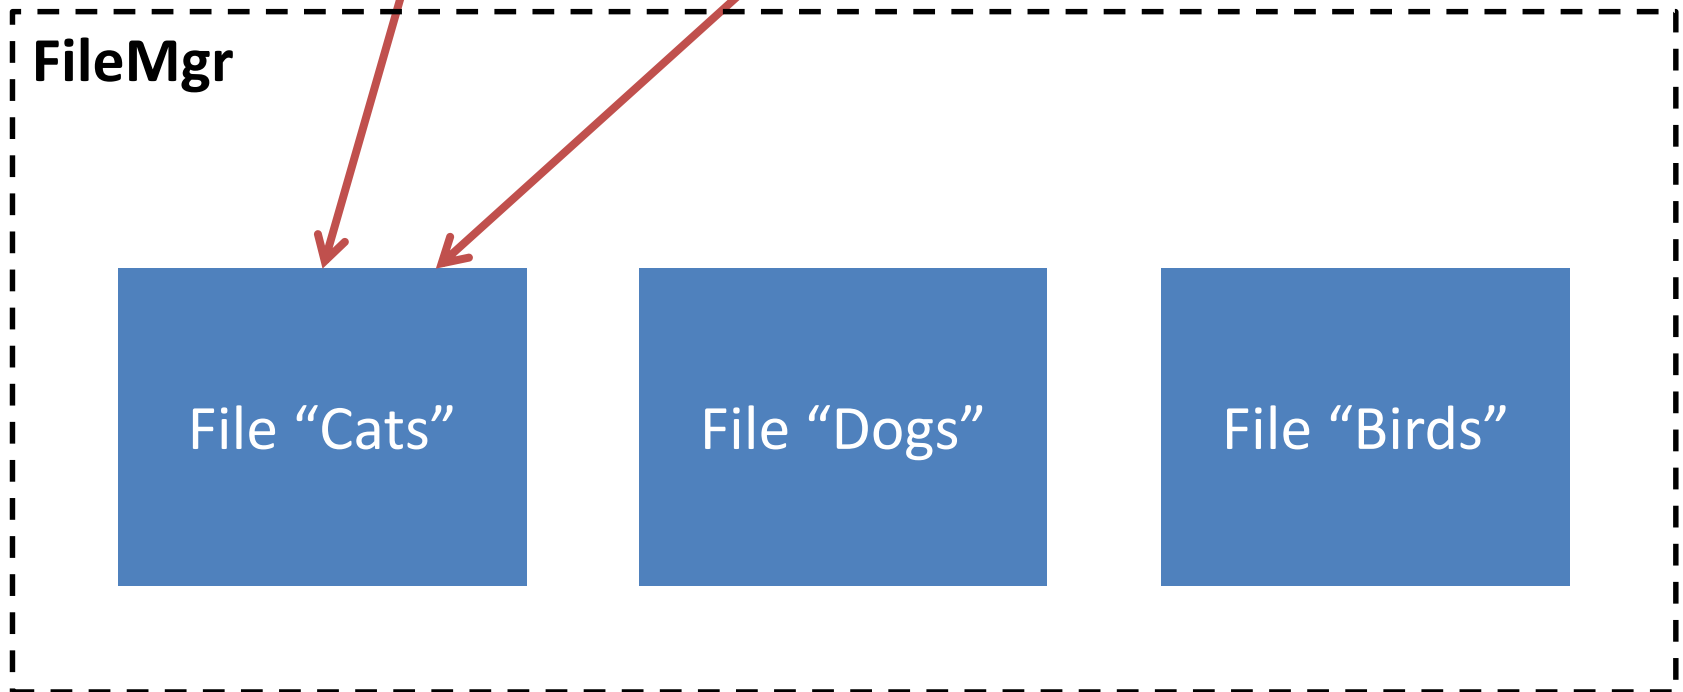 FileMgr
File “Cats”
File “Dogs”
File “Birds”